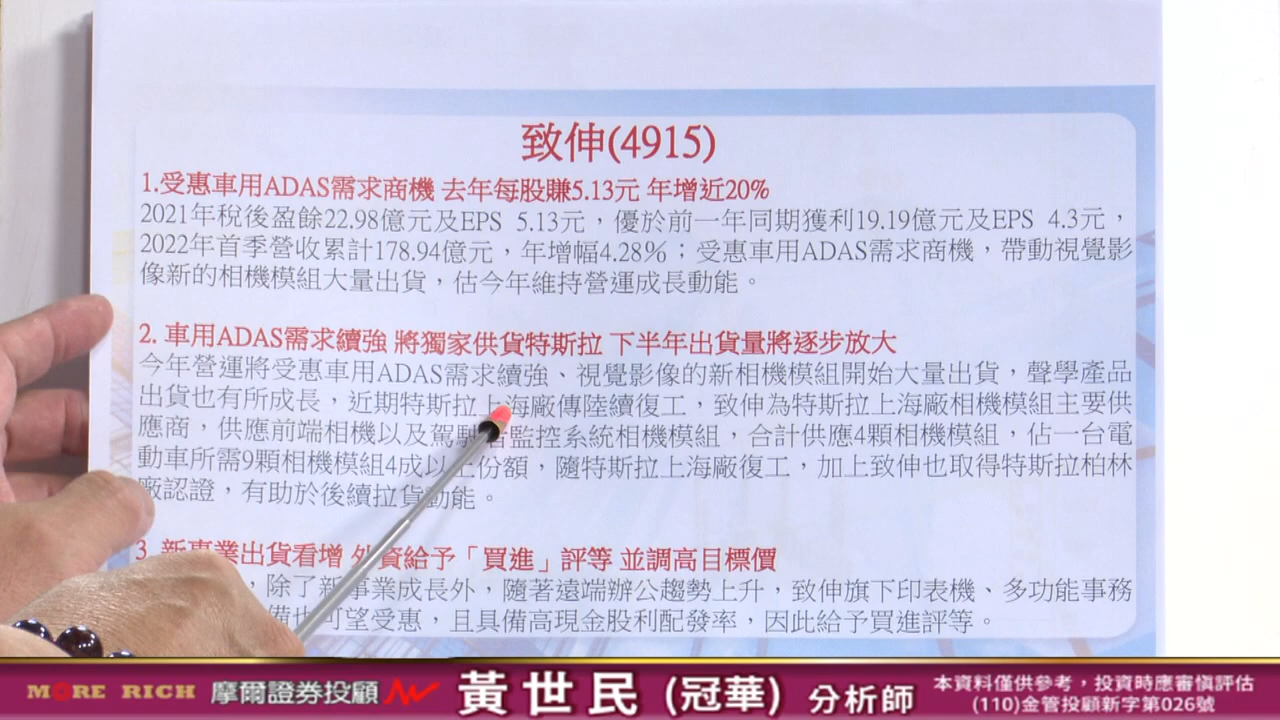 致伸(4915)
1.受惠車用ADAS需求商機 去年每股賺5.13元 年增近20%
2021年稅後盈餘22.98億元及EPS 5.13元，優於前一年同期獲利19.19億元及EPS 4.3元，
2022年首季營收累計178.94億元，年增幅4.28%；受惠車用ADAS需求商機，帶動視覺影
像新的相機模組大量出貨，估今年維持營運成長動能。
2. 車用ADAS需求續強 將獨家供貨特斯拉 下半年出貨量將逐步放大
今年營運將受惠車用ADAS需求續強、視覺影像的新相機模組開始大量出貨，聲學產品
出貨也有所成長，近期特斯拉上海廠傳陸續復工，致伸為特斯拉上海廠相機模組主要供
應商，供應前端相機以及駕駛者監控系統相機模組，合計供應4顆相機模組，佔一台電
動車所需9顆相機模組4成以上份額，隨特斯拉上海廠復工，加上致伸也取得特斯拉柏林
廠認證，有助於後續拉貨動能。
3. 新事業出貨看增 外資給予「買進」評等 並調高目標價
，除了新事業成長外，隨著遠端辦公趨勢上升，致伸旗下印表機、多功能事務
備也可望受惠，且具備高現金股利配發率，因此給予買進評等。
MORE RICH 摩爾證券投顧 黃世民 (冠華) 分析師 本資料僅供參考，投資時應審慎評估
(110)金管投顧新字第026號